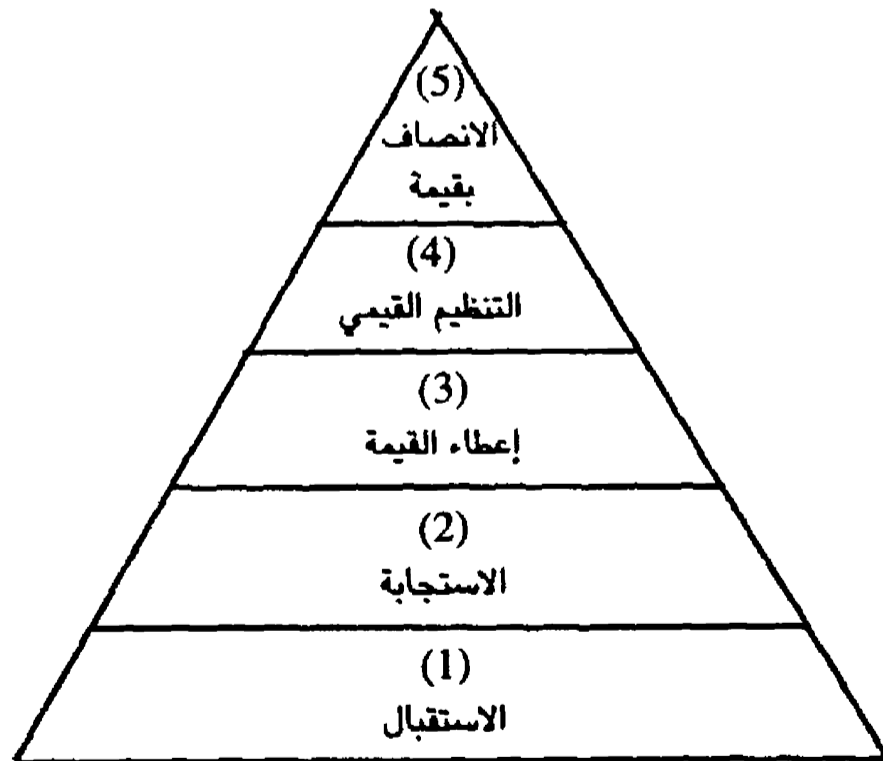 (5)
الانصاف
بقيمة
(4)
التنظيم القيمي
(3)
إعطاء القيمة
(2)
الاستجابة
(1)
الاستقبال